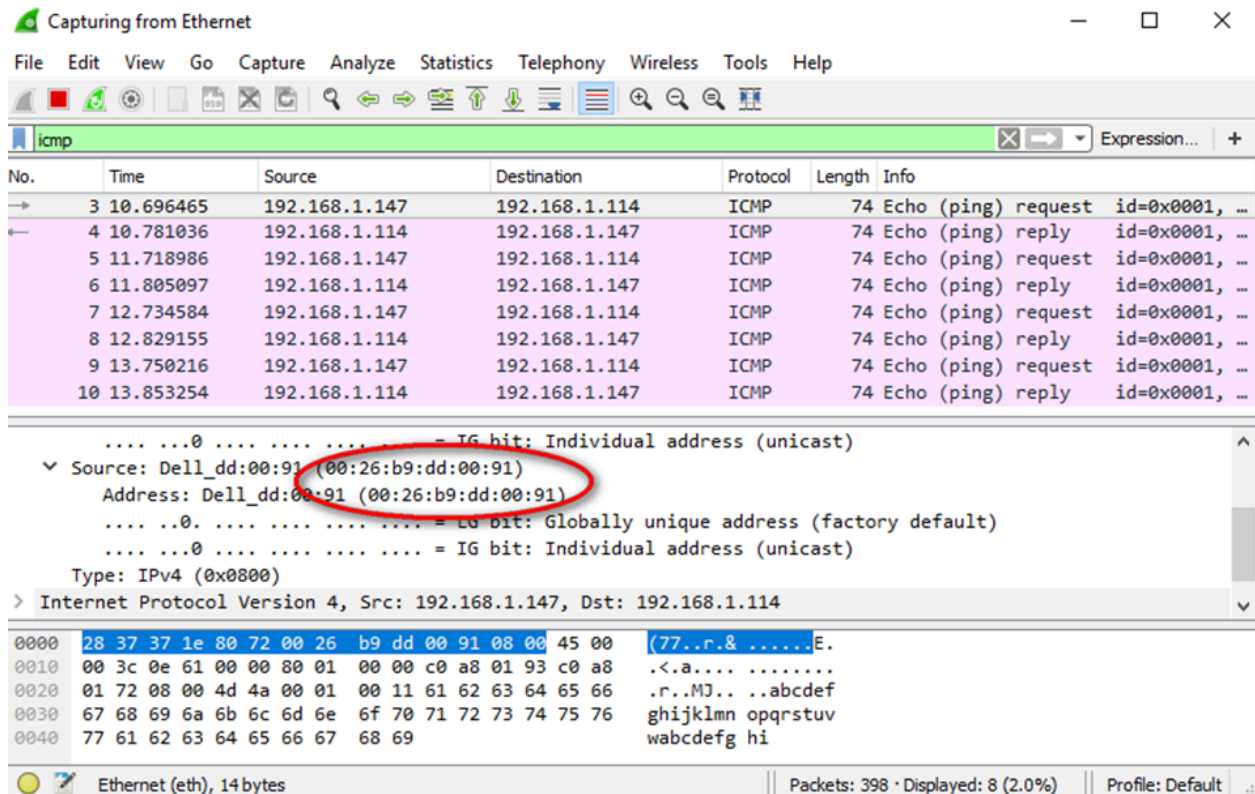 Capturing from Ethernet
File Edit View Go Capture Analyze Statistics Telephony Wireless Tools Help
icmp Expression... +
No. Time Source Destination Protocol Length Info
3 10.696465 192.168.1.147 192.168.1.114 ICMP 74 Echo (ping) request id=0x0001, …
4 10.781036 192.168.1.114 192.168.1.147 ICMP 74 Echo (ping) reply id=0x0001, …
5 11.718986 192.168.1.147 192.168.1.114 ICMP 74 Echo (ping) request id=0x0001, …
6 11.805097 192.168.1.114 192.168.1.147 ICMP 74 Echo (ping) reply id=0x0001, …
7 12.734584 192.168.1.147 192.168.1.114 ICMP 74 Echo (ping) request id=0x0001, …
8 12.829155 192.168.1.114 192.168.1.147 ICMP 74 Echo (ping) reply id=0x0001, …
9 13.750216 192.168.1.147 192.168.1.114 ICMP 74 Echo (ping) request id=0x0001, …
10 13.853254 192.168.1.114 192.168.1.147 ICMP 74 Echo (ping) reply id=0x0001, …
.... ...0 .... .... .... .... = IG bit: Individual address (unicast)
Source: Dell_dd:00:91 (00:26:b9:dd:00:91)
Address: Dell_dd:00:91 (00:26:b9:dd:00:91)
.... ..0. .... .... .... .... = LG bit: Globally unique address (factory default)
.... ...0 .... .... .... .... = IG bit: Individual address (unicast)
Type: IPv4 (0x0800)
> Internet Protocol Version 4, Src: 192.168.1.147, Dst: 192.168.1.114
0000 28 37 37 1e 80 72 00 26 b9 dd 00 91 08 00 45 00 (77..r.& ......E.
0010 00 3c 0e 61 00 00 80 01 00 00 c0 a8 01 93 c0 a8 .<.a.... ........
0020 01 72 08 00 4d 4a 00 01 00 11 61 62 63 64 65 66 .r..MJ.. ..abcdef
0030 67 68 69 6a 6b 6c 6d 6e 6f 70 71 72 73 74 75 76 ghijklmn opqrstuv
0040 77 61 62 63 64 65 66 67 68 69 wabcdefg hi
Ethernet (eth), 14 bytes Packets: 398 · Displayed: 8 (2.0%) Profile: Default